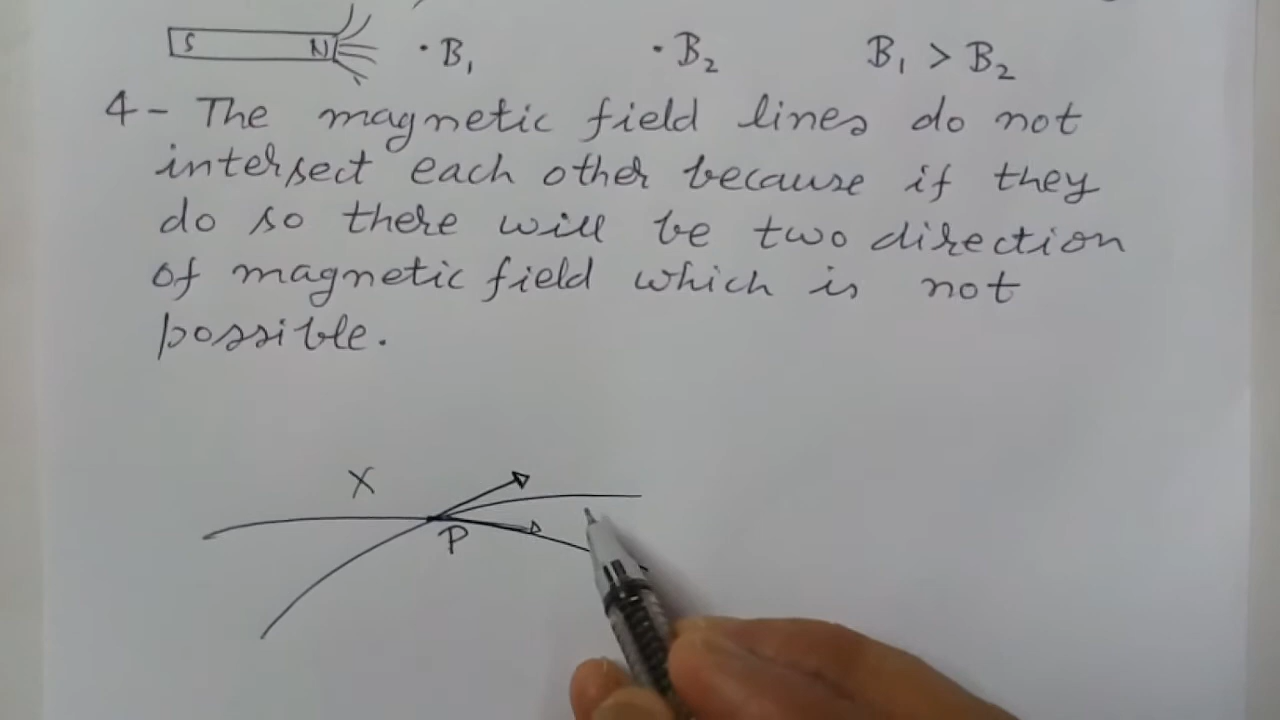 S N · B₁ · B₂ B₁ > B₂
4 - The magnetic field lines do not
intersect each other because if they
do so there will be two direction
of magnetic field which is not
possible.
X
P